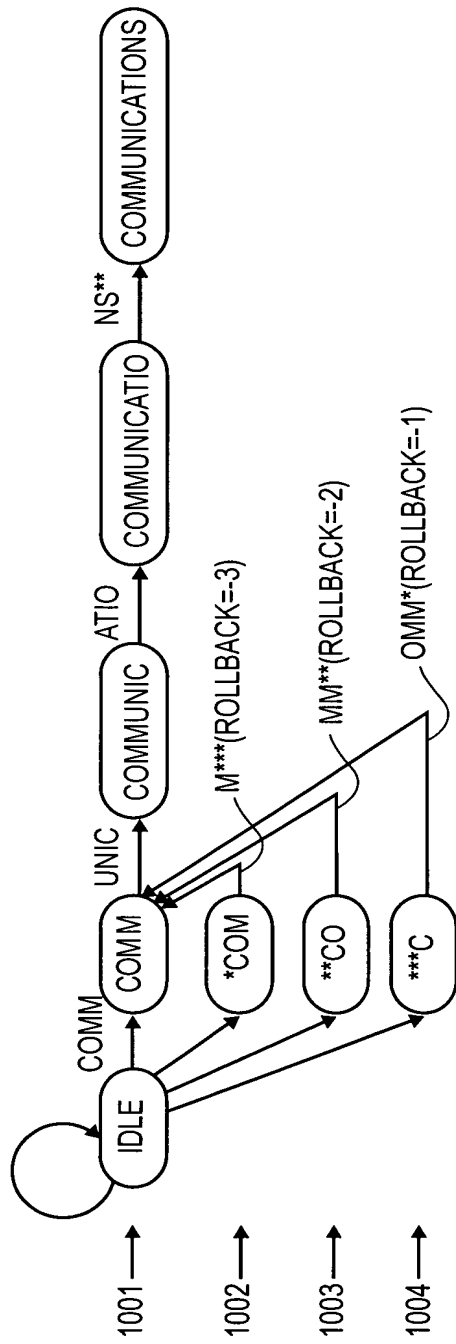 1001
IDLE
COMM
COMM
UNIC
COMMUNIC
ATIO
COMMUNICATIO
NS**
COMMUNICATIONS
1002
*COM
M***(ROLLBACK=-3)
1003
**CO
MM**(ROLLBACK=-2)
1004
***C
OMM*(ROLLBACK=-1)